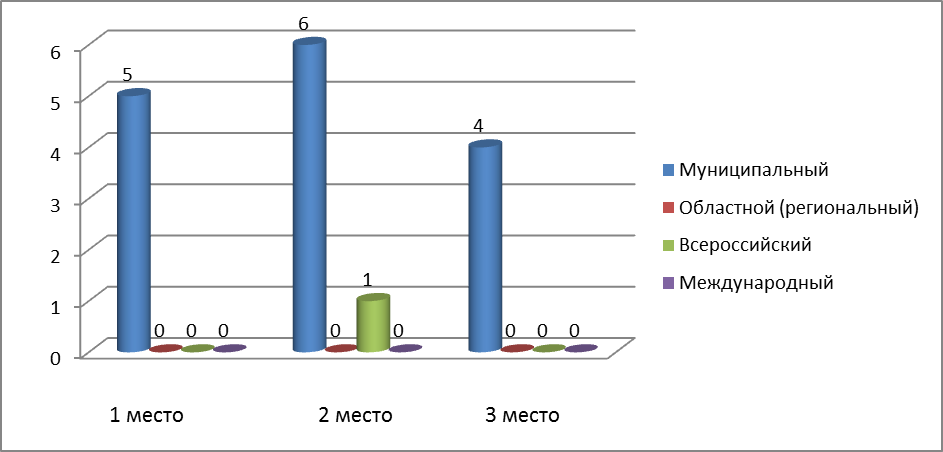 6
5
4
3
2
1
0
5 0 0 0
6 0 1 0
4 0 0 0
1 место
2 место
3 место
Муниципальный
Областной (региональный)
Всероссийский
Международный